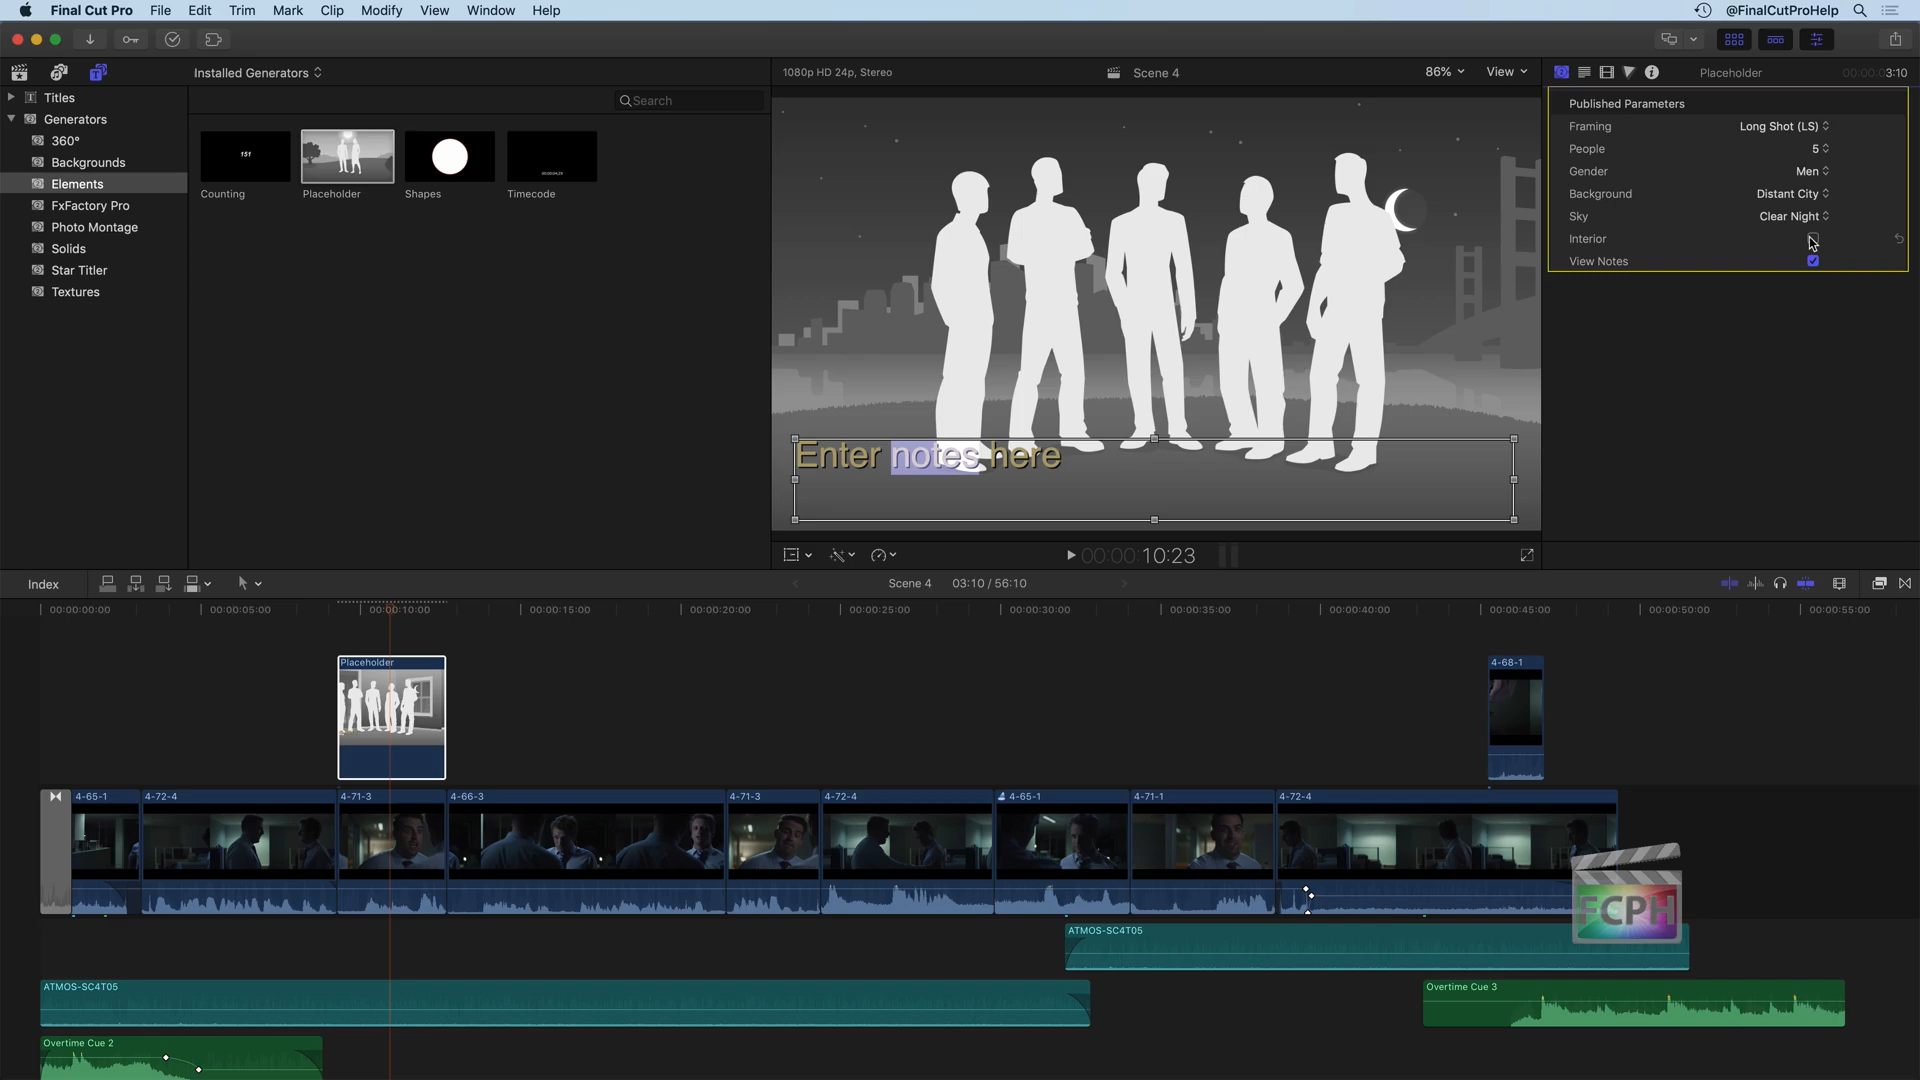 Final Cut Pro File Edit Trim Mark Clip Modify View Window Help @FinalCutProHelp
Installed Generators 1080p HD 24p, Stereo Scene 4 86% View Placeholder 00:00:03:10
Titles
Generators
360°
Backgrounds
Elements
FxFactory Pro
Photo Montage
Solids
Star Titler
Textures
Search
151
00:00:04:29
Counting Placeholder Shapes Timecode
Enter notes here
Published Parameters
Framing Long Shot (LS)
People 5
Gender Men
Background Distant City
Sky Clear Night
Interior
View Notes
00:00:10:23
Index Scene 4 03:10 / 56:10
00:00:00:00 00:00:05:00 00:00:10:00 00:00:15:00 00:00:20:00 00:00:25:00 00:00:30:00 00:00:35:00 00:00:40:00 00:00:45:00 00:00:50:00 00:00:55:00
Placeholder 4-68-1
4-65-1 4-72-4 4-71-3 4-66-3 4-71-3 4-72-4 4-65-1 4-71-1 4-72-4
FCPH
ATMOS-SC4T05
ATMOS-SC4T05 Overtime Cue 3
Overtime Cue 2